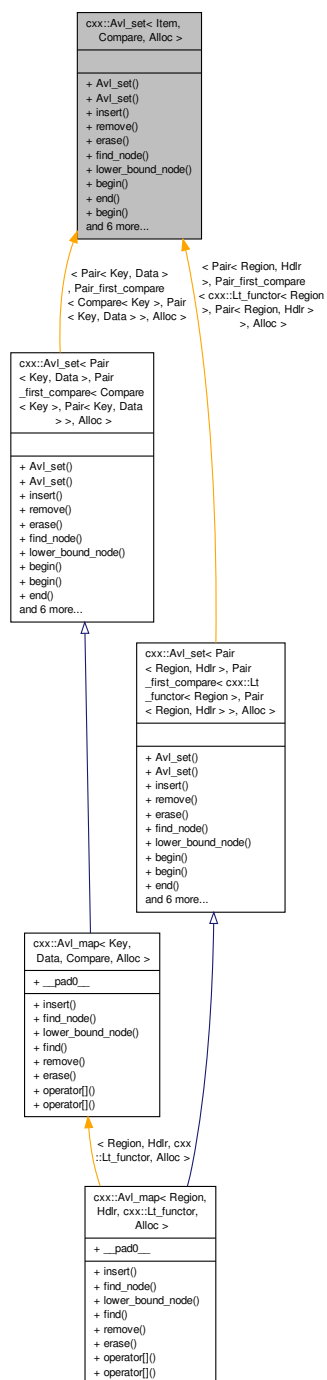 cxx::Avl_set< Item,
Compare, Alloc >
+ Avl_set()
+ Avl_set()
+ insert()
+ remove()
+ erase()
+ find_node()
+ lower_bound_node()
+ begin()
+ end()
+ begin()
and 6 more...
< Pair< Key, Data >
, Pair_first_compare
< Compare< Key >, Pair
< Key, Data > >, Alloc >
< Pair< Region, Hdlr
>, Pair_first_compare
< cxx::Lt_functor< Region
>, Pair< Region, Hdlr >
>, Alloc >
cxx::Avl_set< Pair
< Key, Data >, Pair
_first_compare< Compare
< Key >, Pair< Key, Data
> >, Alloc >
+ Avl_set()
+ Avl_set()
+ insert()
+ remove()
+ erase()
+ find_node()
+ lower_bound_node()
+ begin()
+ begin()
+ end()
and 6 more...
cxx::Avl_set< Pair
< Region, Hdlr >, Pair
_first_compare< cxx::Lt
_functor< Region >, Pair
< Region, Hdlr > >, Alloc >
+ Avl_set()
+ Avl_set()
+ insert()
+ remove()
+ erase()
+ find_node()
+ lower_bound_node()
+ begin()
+ begin()
+ end()
and 6 more...
cxx::Avl_map< Key,
Data, Compare, Alloc >
+ __pad0__
+ insert()
+ find_node()
+ lower_bound_node()
+ find()
+ remove()
+ erase()
+ operator[]()
+ operator[]()
< Region, Hdlr, cxx
::Lt_functor, Alloc >
cxx::Avl_map< Region,
Hdlr, cxx::Lt_functor,
Alloc >
+ __pad0__
+ insert()
+ find_node()
+ lower_bound_node()
+ find()
+ remove()
+ erase()
+ operator[]()
+ operator[]()